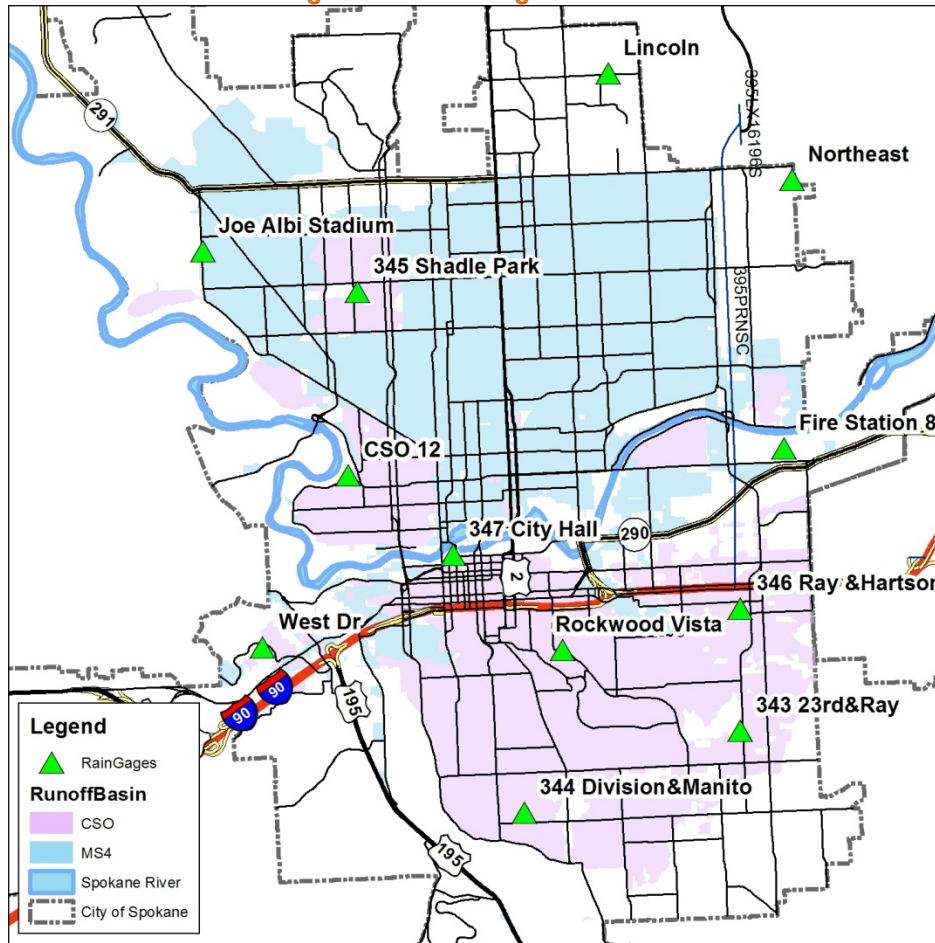 Lincoln
291
395LX16196S
Northeast
Joe Albi Stadium
345 Shadle Park
395PRNSC
Fire Station 8
CSO 12
347 City Hall
290
2
346 Ray &Hartson
West Dr.
Rockwood Vista
90
90
195
343 23rd&Ray
344 Division&Manito
195
Legend
RainGages
RunoffBasin
CSO
MS4
Spokane River
City of Spokane